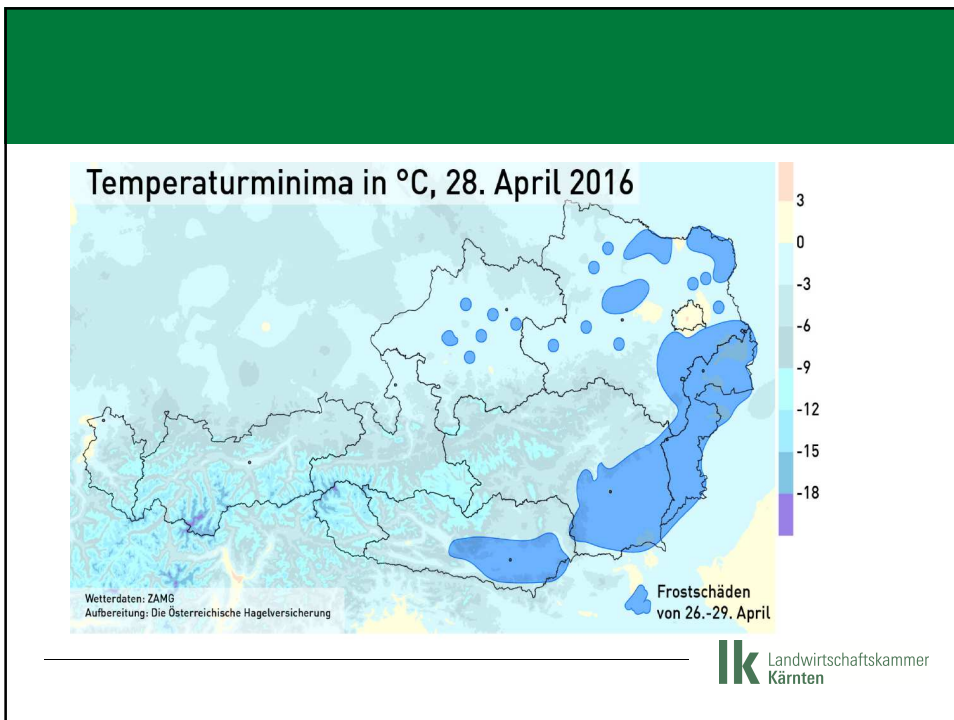 Temperaturminima in °C, 28. April 2016
3
0
-3
-6
-9
-12
-15
-18
Wetterdaten: ZAMG
Aufbereitung: Die Österreichische Hagelversicherung
Frostschäden
von 26.-29. April
lk Landwirtschaftskammer
Kärnten